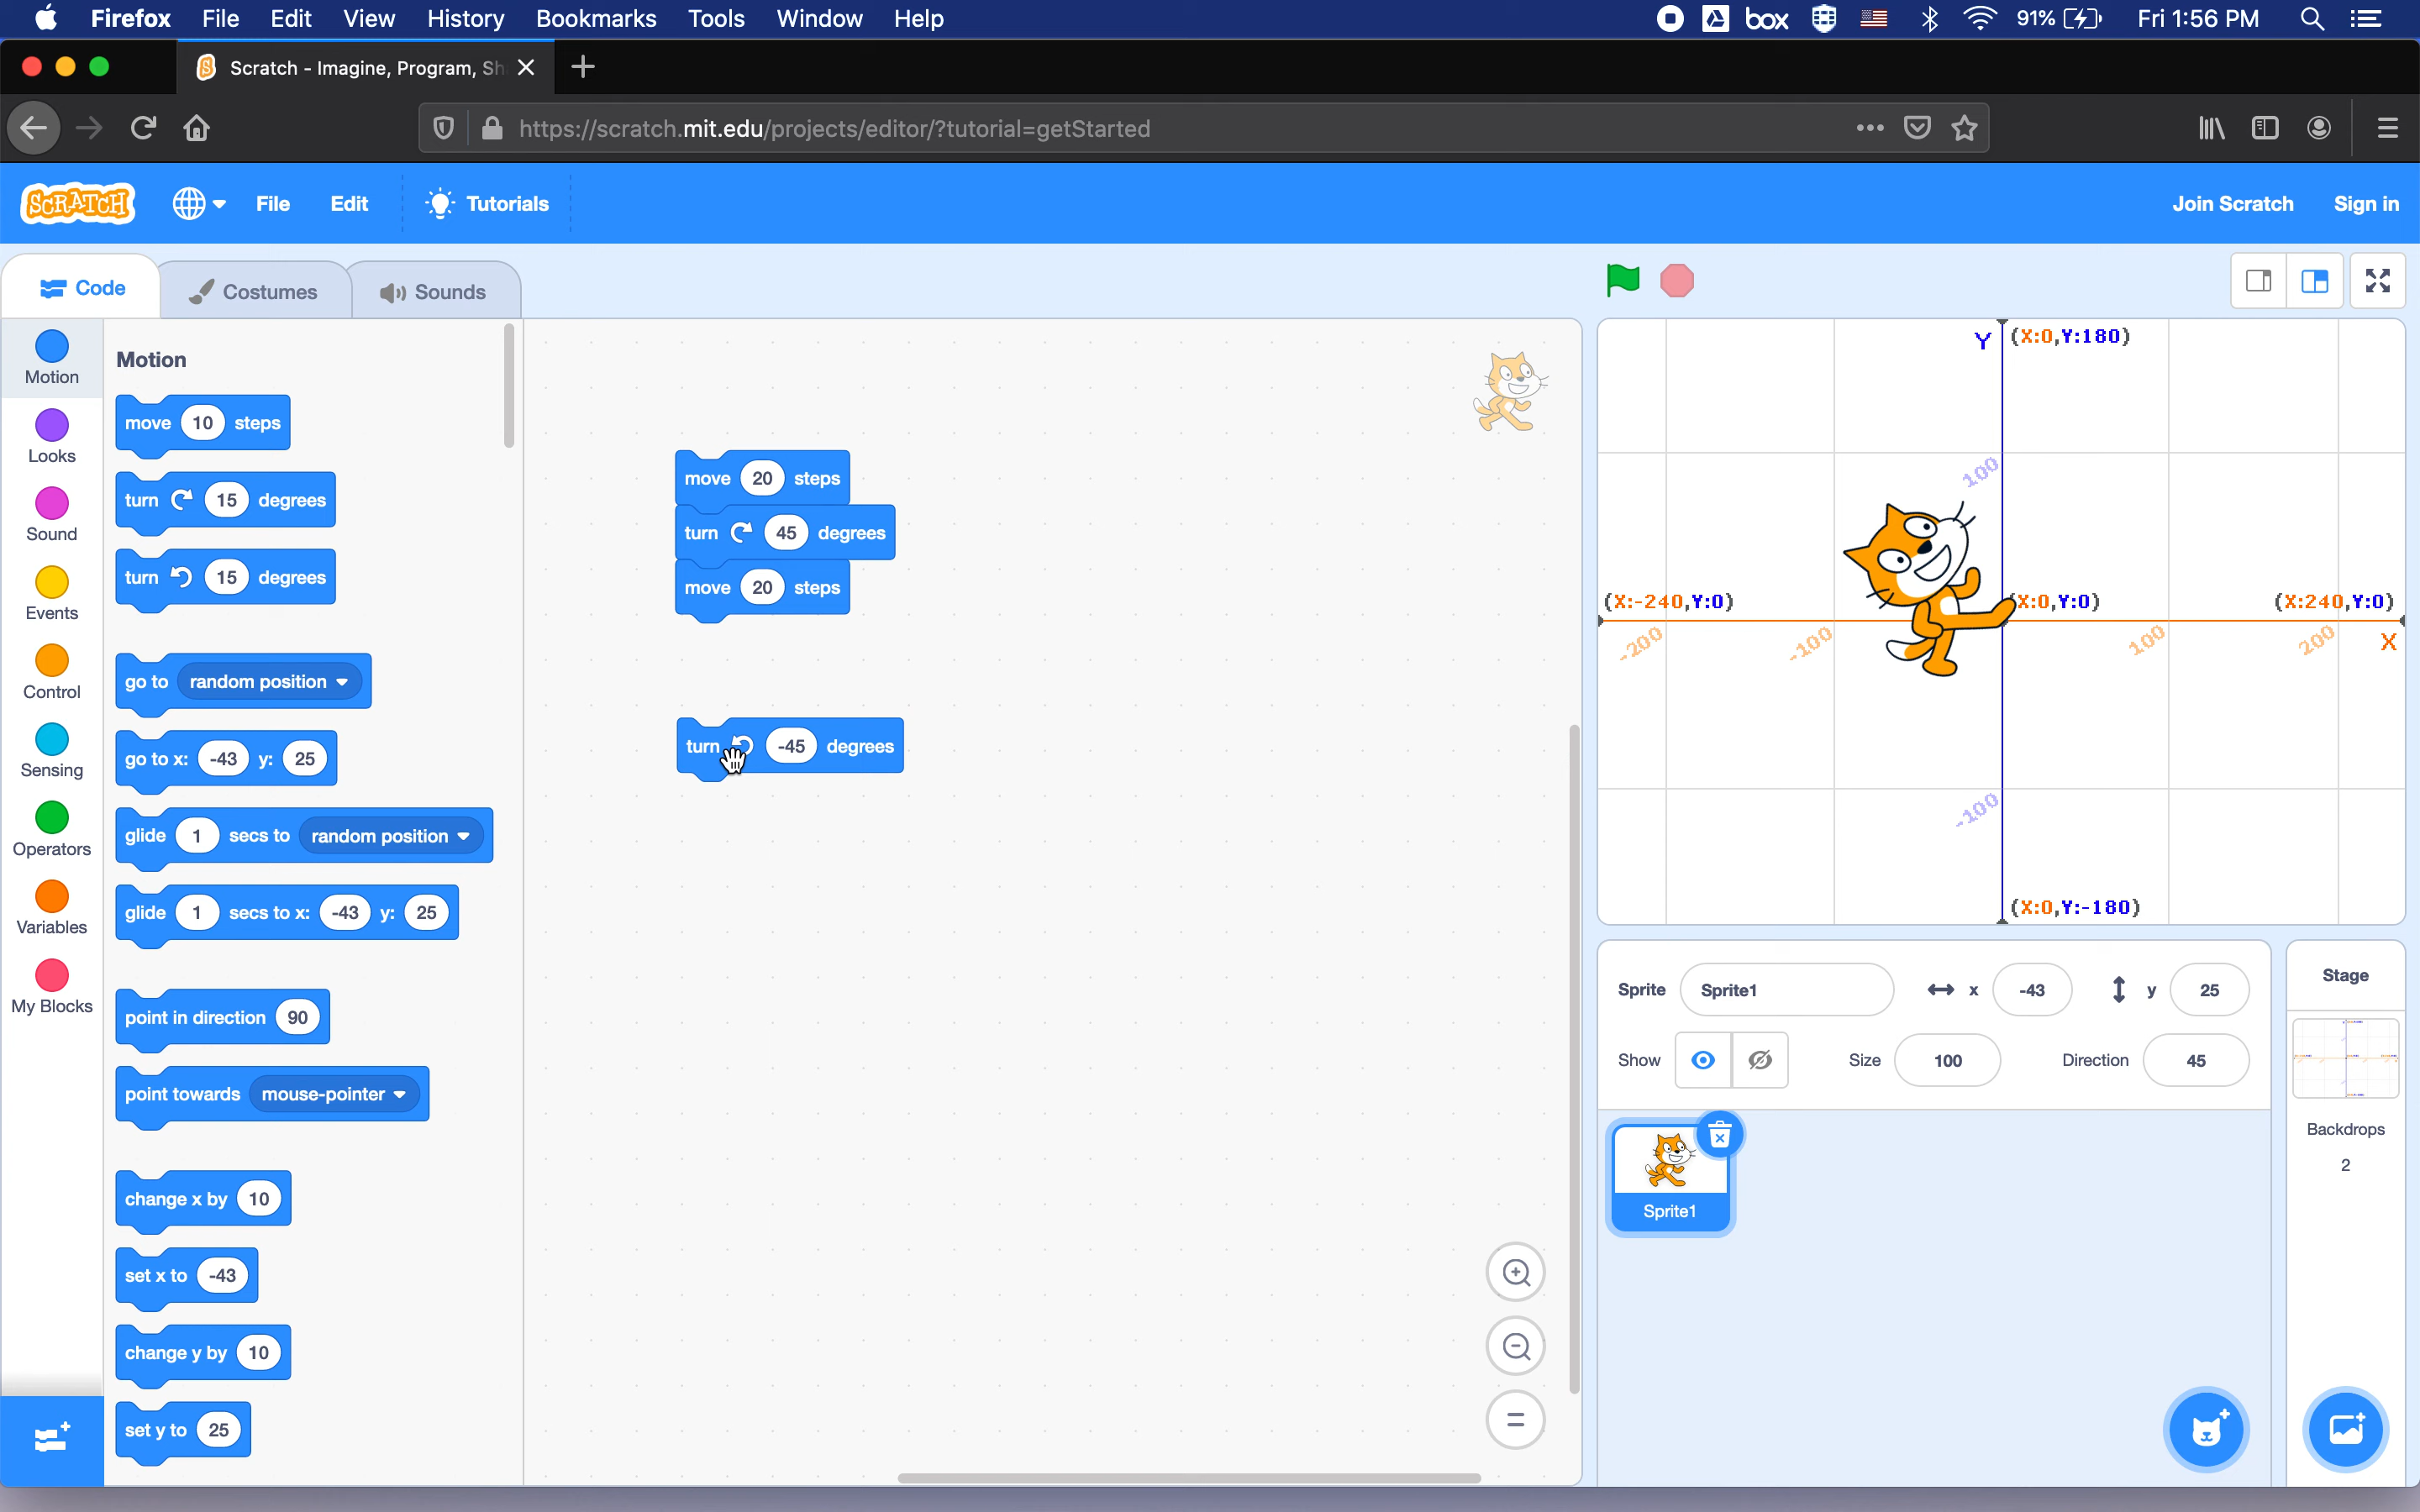 Firefox File Edit View History Bookmarks Tools Window Help box 91% Fri 1:56 PM
Scratch - Imagine, Program, Sh
https://scratch.mit.edu/projects/editor/?tutorial=getStarted
SCRATCH File Edit Tutorials Join Scratch Sign in
Code Costumes Sounds
Motion
Looks
Sound
Events
Control
Sensing
Operators
Variables
My Blocks
Motion
move 10 steps
turn 15 degrees
turn 15 degrees
go to random position
go to x: -43 y: 25
glide 1 secs to random position
glide 1 secs to x: -43 y: 25
point in direction 90
point towards mouse-pointer
change x by 10
set x to -43
change y by 10
set y to 25
move 20 steps
turn 45 degrees
move 20 steps
turn -45 degrees
Y (X:0,Y:180)
100
(X:-240,Y:0) (X:0,Y:0) (X:240,Y:0)
-200 -100 100 200 X
-100
(X:0,Y:-180)
Sprite Sprite1 x -43 y 25
Show Size 100 Direction 45
Sprite1
Stage
Backdrops
2